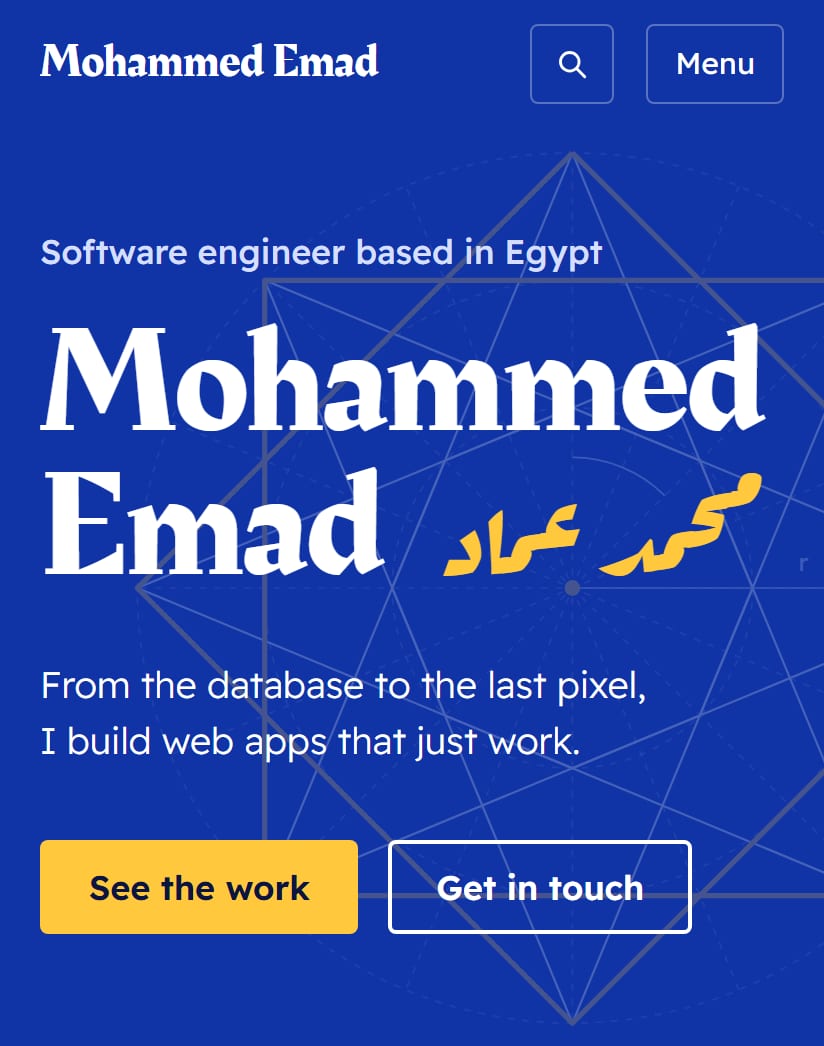 Mohammed Emad
Menu
Software engineer based in Egypt
Mohammed
Emad محمد عماد
r
From the database to the last pixel,
I build web apps that just work.
See the work
Get in touch